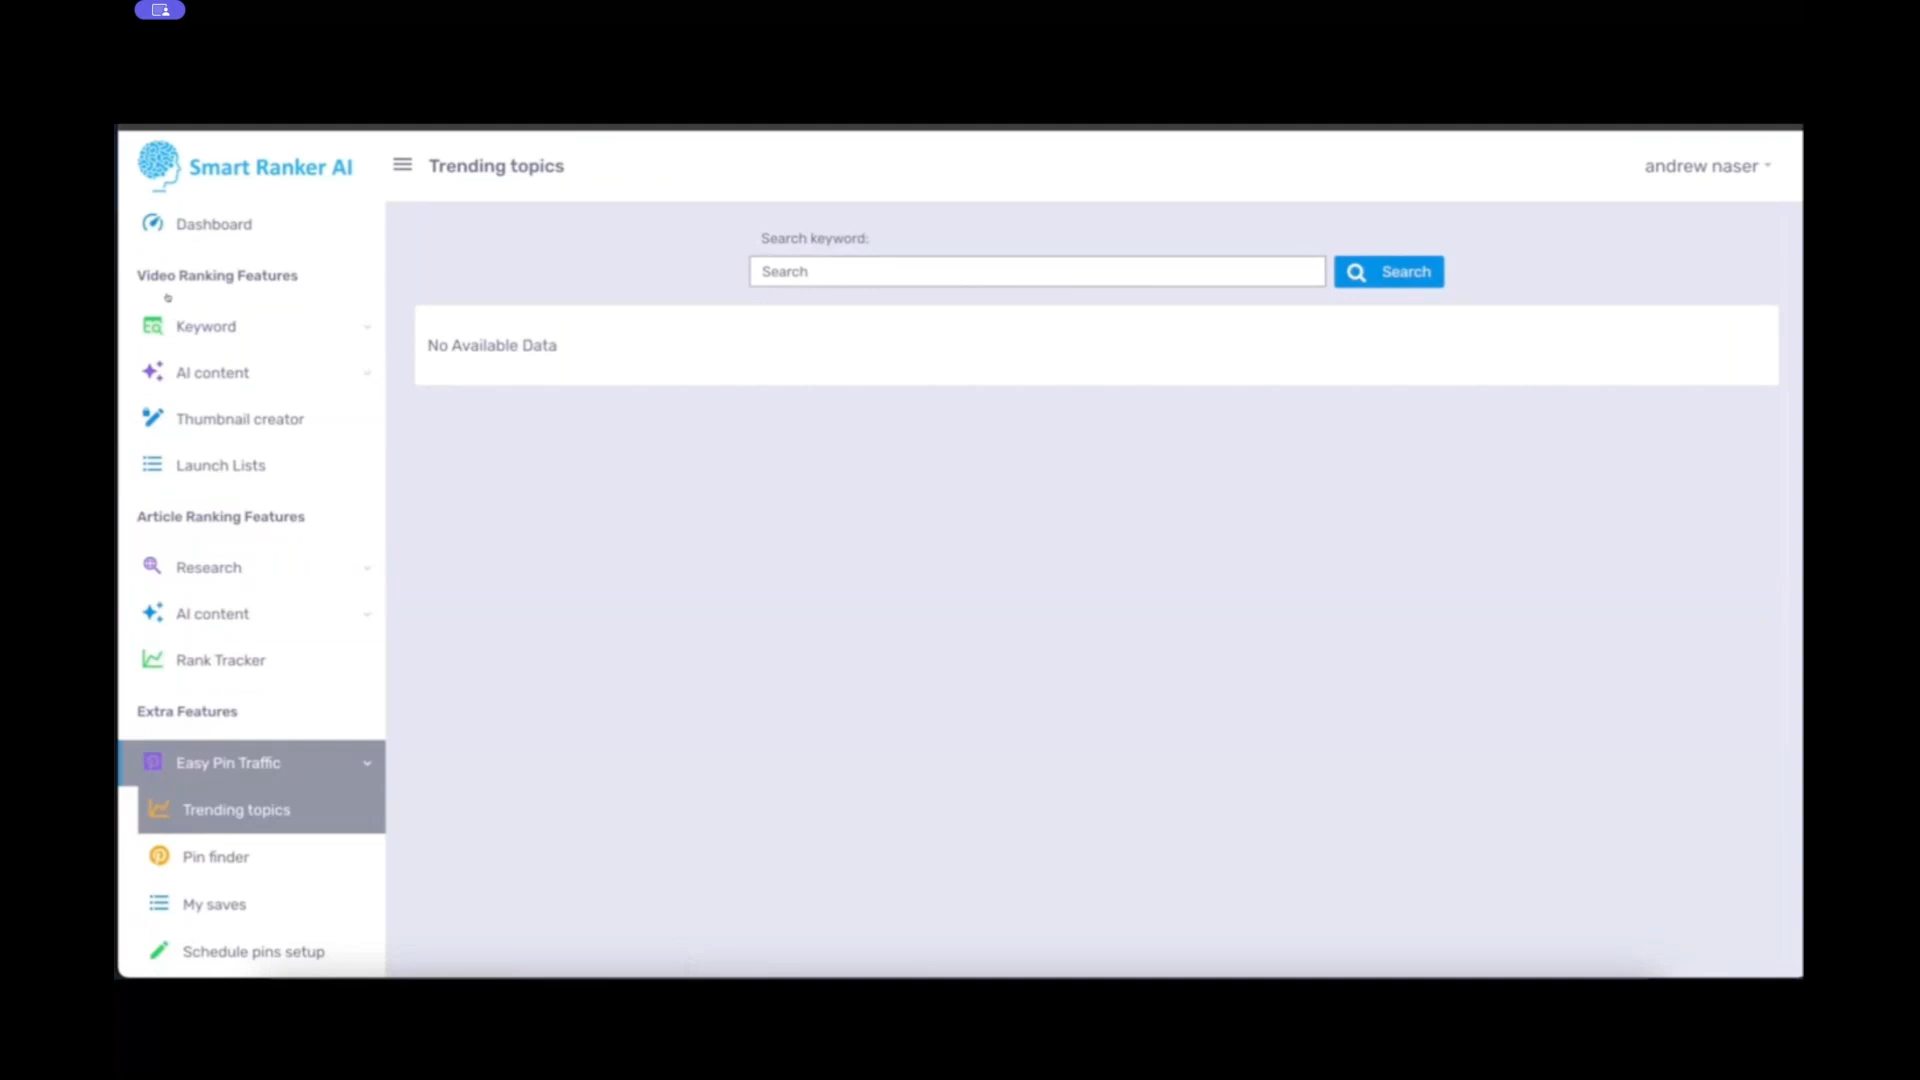 Smart Ranker AI
Trending topics
andrew naser
Dashboard
Search keyword:
Search
Search
Video Ranking Features
Keyword
No Available Data
AI content
Thumbnail creator
Launch Lists
Article Ranking Features
Research
AI content
Rank Tracker
Extra Features
Easy Pin Traffic
Trending topics
Pin finder
My saves
Schedule pins setup